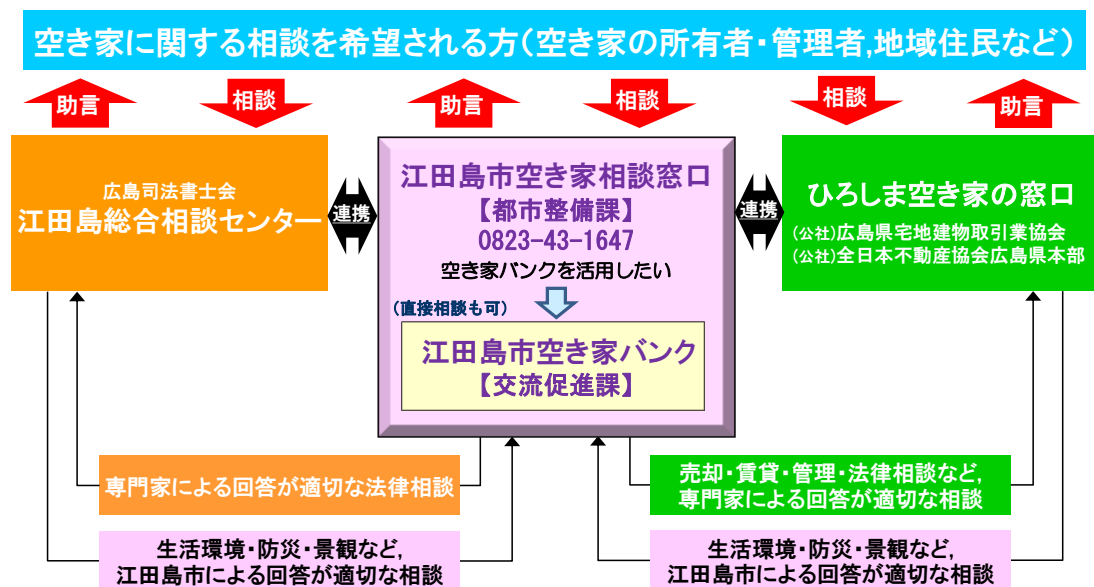 空き家に関する相談を希望される方(空き家の所有者・管理者,地域住民など)
助言
相談
助言
相談
相談
助言
広島司法書士会
江田島総合相談センター
連携
江田島市空き家相談窓口
【都市整備課】
0823-43-1647
空き家バンクを活用したい
(直接相談も可)
江田島市空き家バンク
【交流促進課】
連携
ひろしま空き家の窓口
(公社)広島県宅地建物取引業協会
(公社)全日本不動産協会広島県本部
専門家による回答が適切な法律相談
生活環境・防災・景観など,
江田島市による回答が適切な相談
売却・賃貸・管理・法律相談など,
専門家による回答が適切な相談
生活環境・防災・景観など,
江田島市による回答が適切な相談